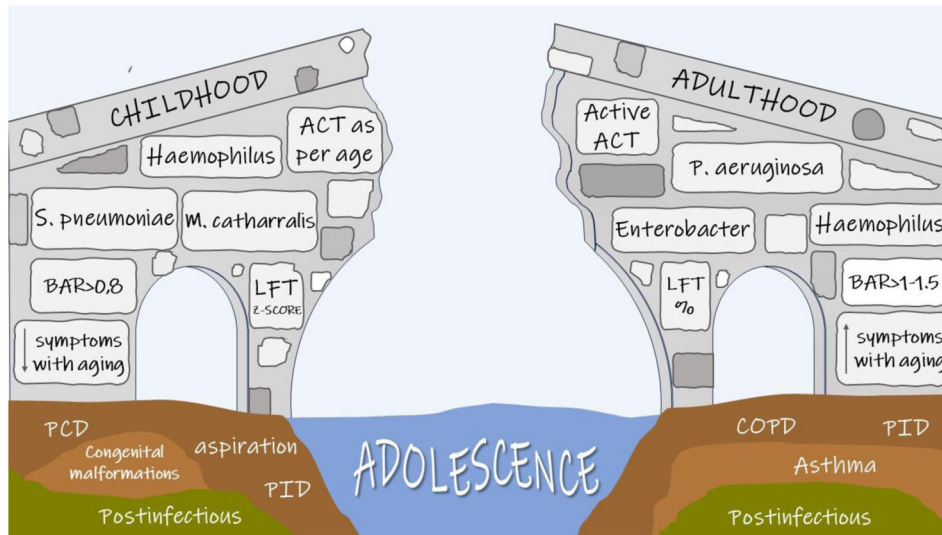 CHILDHOOD
ACT as
per age
Haemophilus
S. pneumoniae
M. catharralis
BAR>0,8
LFT
Z-SCORE
↓ symptoms
with aging
PCD
Congenital
malformations
aspiration
PID
Postinfectious
ADOLESCENCE
ADULTHOOD
Active
ACT
P. aeruginosa
Enterobacter
Haemophilus
LFT
%
BAR>1-1.5
↑ symptoms
with aging
COPD
PID
Asthma
Postinfectious